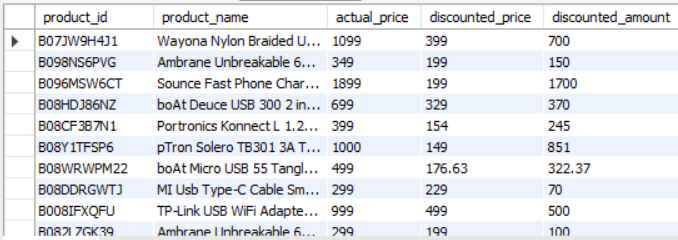 product_id product_name actual_price discounted_price discounted_amount
B07JW9H4J1 Wayona Nylon Braided U... 1099 399 700
B098NS6PVG Ambrane Unbreakable 6... 349 199 150
B096MSW6CT Sounce Fast Phone Char... 1899 199 1700
B08HDJ86NZ boAt Deuce USB 300 2 in... 699 329 370
B08CF3B7N1 Portronics Konnect L 1.2... 399 154 245
B08Y1TFSP6 pTron Solero TB301 3A T... 1000 149 851
B08WRWPM22 boAt Micro USB 55 Tangl... 499 176.63 322.37
B08DDRGWTJ MI Usb Type-C Cable Sm... 299 229 70
B008IFXQFU TP-Link USB WiFi Adapte... 999 499 500
B082LZGK39 Ambrane Unbreakable 6... 299 199 100